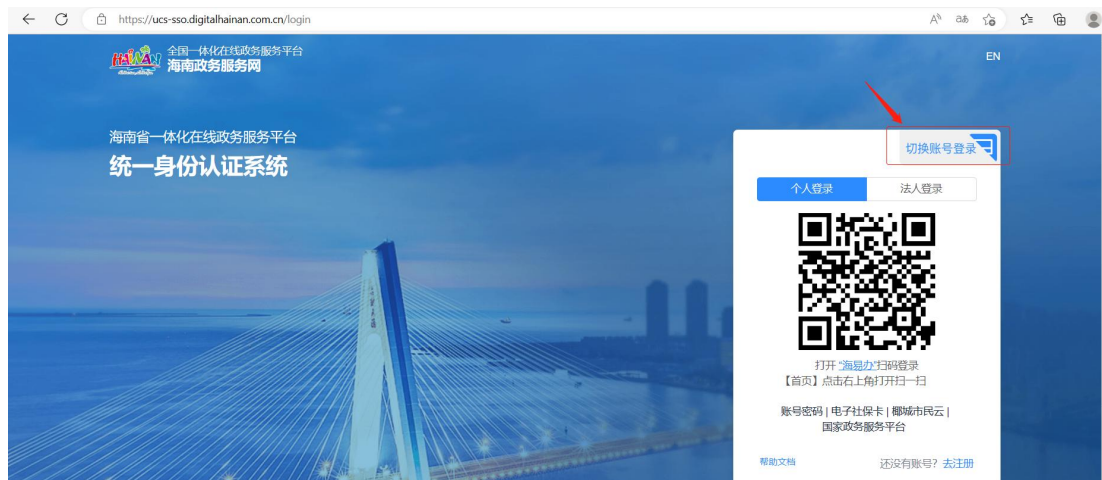 https://ucs-sso.digitalhainan.com.cn/login
HAINAN
全国一体化在线政务服务平台
海南政务服务网
EN
海南省一体化在线政务服务平台
统一身份认证系统
切换账号登录
个人登录
法人登录
打开“海易办”扫码登录
【首页】点击右上角打开扫一扫
账号密码 | 电子社保卡 | 椰城市民云 |
国家政务服务平台
帮助文档
还没有账号? 去注册